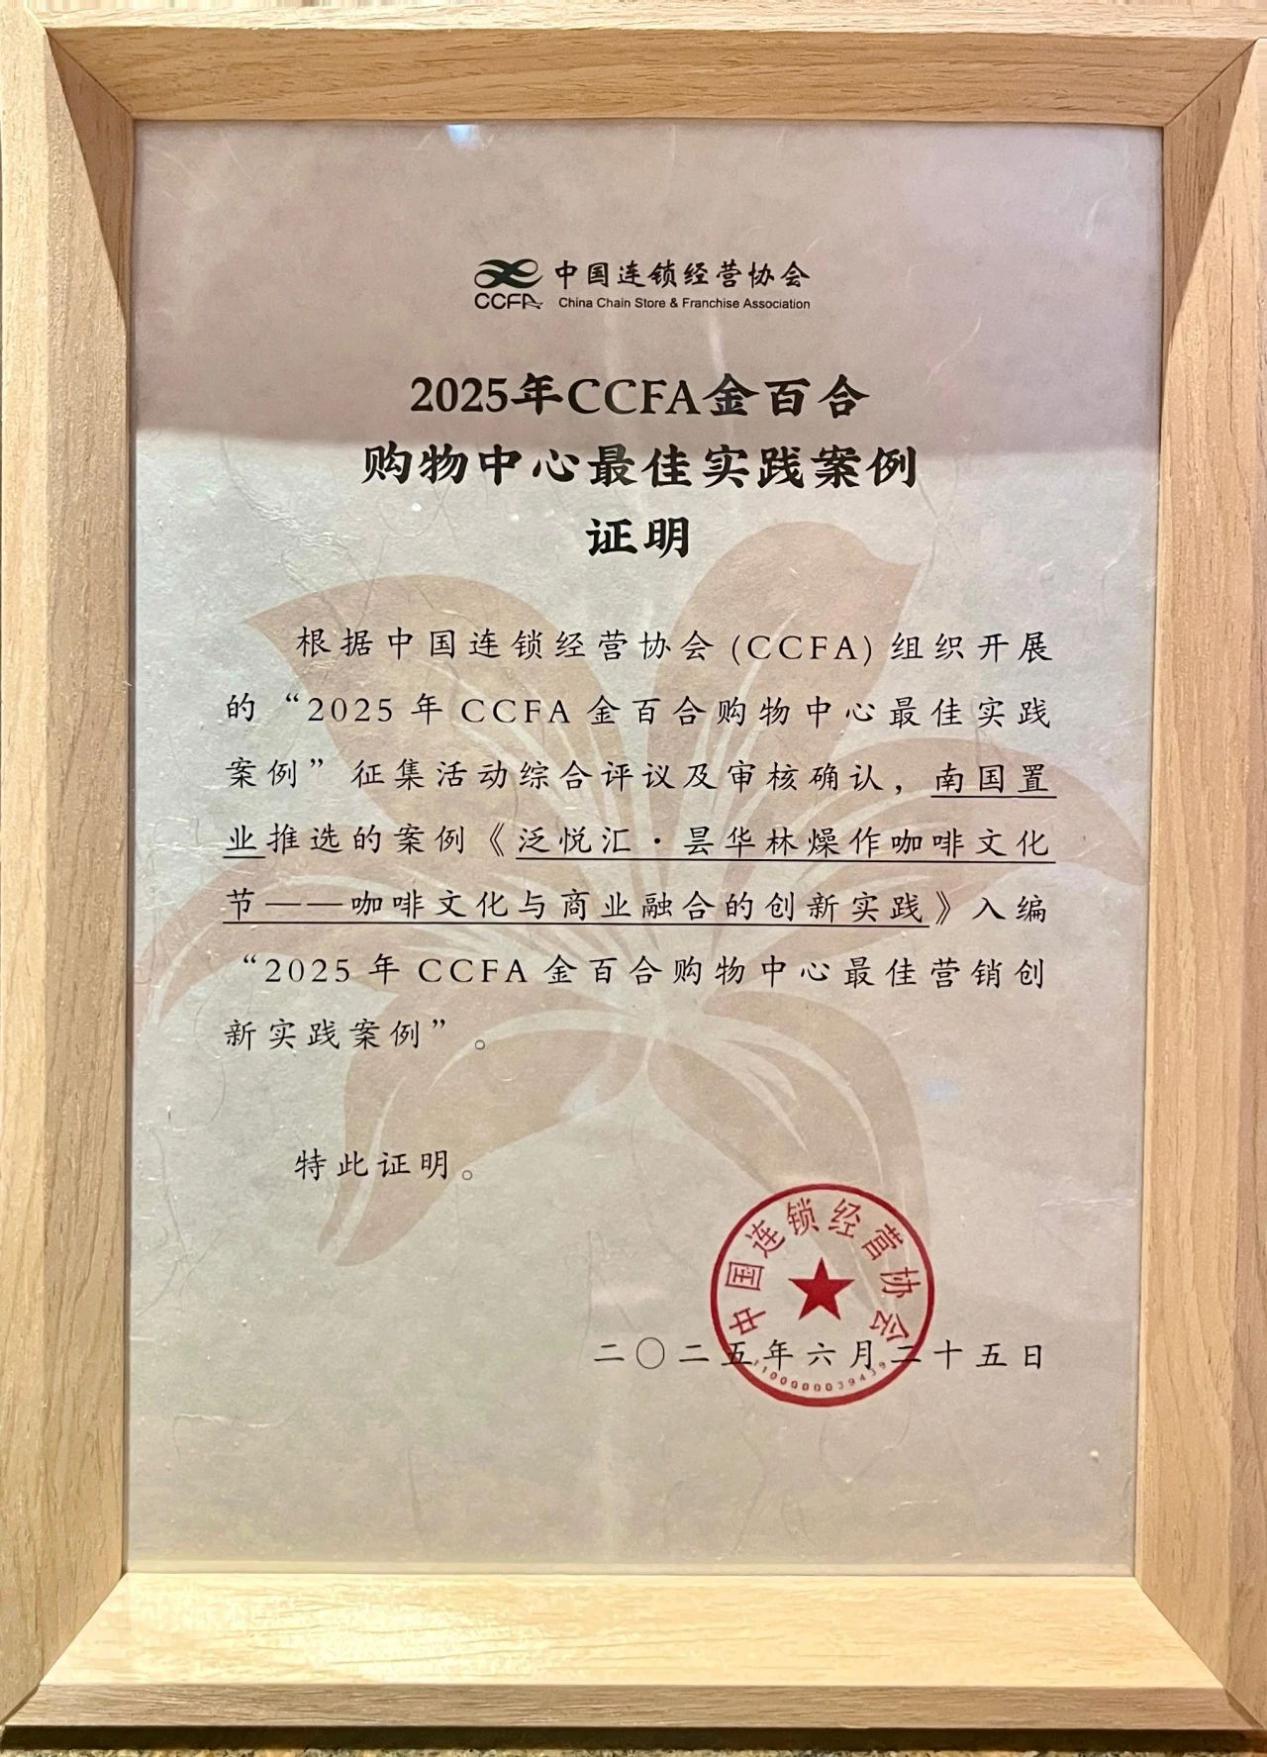 中国连锁经营协会
CCFA China Chain Store & Franchise Association
2025年CCFA金百合
购物中心最佳实践案例
证明
根据中国连锁经营协会(CCFA)组织开展
的“2025年CCFA金百合购物中心最佳实践
案例”征集活动综合评议及审核确认，南国置
业推选的案例《泛悦汇·昙华林燥作咖啡文化
节——咖啡文化与商业融合的创新实践》入编
“2025年CCFA金百合购物中心最佳营销创
新实践案例”。
特此证明。
中国连锁经营协会
二〇二五年六月二十五日
1100000039439